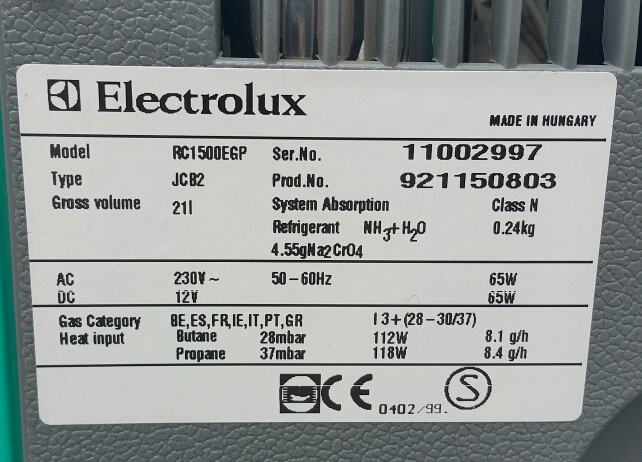 Electrolux
MADE IN HUNGARY
Model RC1500EGP Ser.No. 11002997
Type JCB2 Prod.No. 921150803
Gross volume 21l System Absorption Class N
Refrigerant NH3+H2O 0.24kg
4.55gNa2CrO4
AC 230V~ 50-60Hz 65W
DC 12V 65W
Gas Category BE,ES,FR,IE,IT,PT,GR I3+(28-30/37)
Heat input Butane 28mbar 112W 8.1 g/h
Propane 37mbar 118W 8.4 g/h
CE 0402/99. S